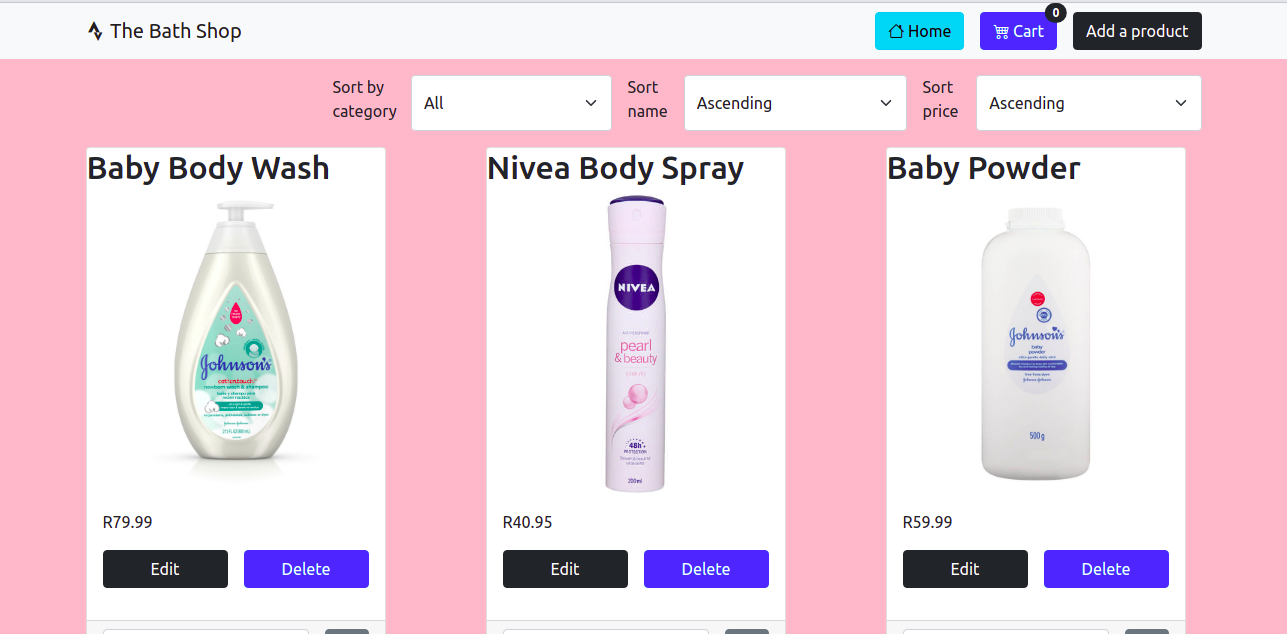 The Bath Shop
Home
Cart
0
Add a product
Sort by
category
All
Sort
name
Ascending
Sort
price
Ascending
Baby Body Wash
Johnson's
cottontouch
newborn wash & shampoo
R79.99
Edit
Delete
Nivea Body Spray
NIVEA
pearl
& beauty
48h
PROTECTION
200ml
R40.95
Edit
Delete
Baby Powder
Johnson's
baby
powder
500g
R59.99
Edit
Delete